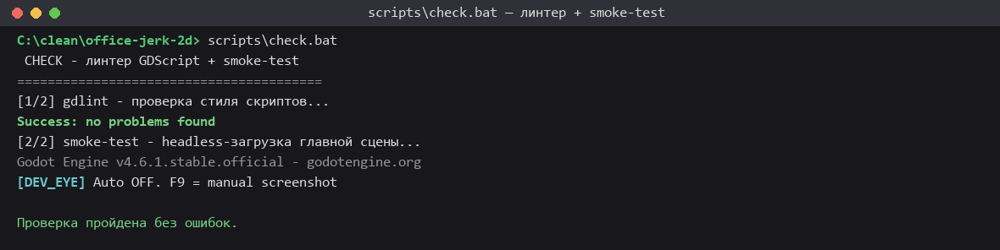 scripts\check.bat — линтер + smoke-test
C:\clean\office-jerk-2d> scripts\check.bat
CHECK - линтер GDScript + smoke-test
========================================
[1/2] gdlint - проверка стиля скриптов...
Success: no problems found
[2/2] smoke-test - headless-загрузка главной сцены...
Godot Engine v4.6.1.stable.official - godotengine.org
[DEV_EYE] Auto OFF. F9 = manual screenshot
Проверка пройдена без ошибок.